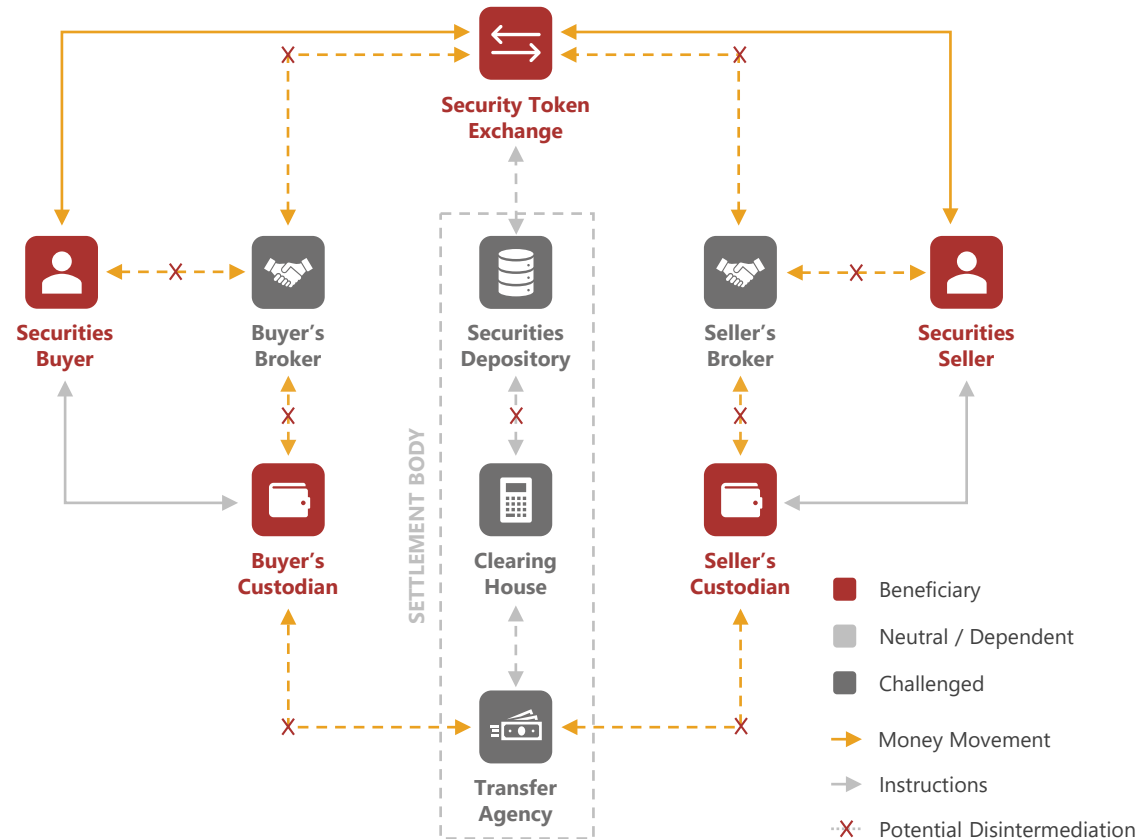 Security Token
Exchange
Securities
Buyer
Buyer's
Broker
Securities
Depository
Seller's
Broker
Securities
Seller
SETTLEMENT BODY
Buyer's
Custodian
Clearing
House
Seller's
Custodian
Transfer
Agency
Beneficiary
Neutral / Dependent
Challenged
Money Movement
Instructions
Potential Disintermediation